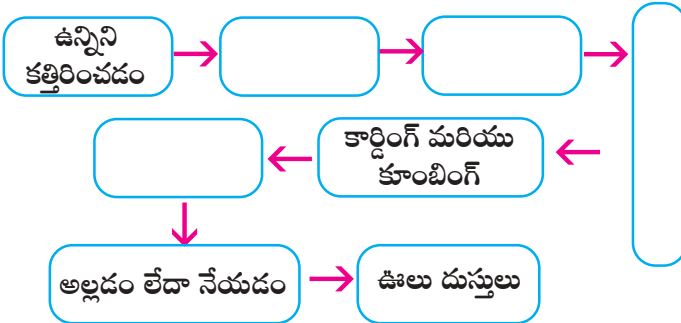 ఉన్నిని
కత్తిరించడం
కార్డింగ్ మరియు
కూంబింగ్
అల్లడం లేదా నేయడం
ఊలు దుస్తులు